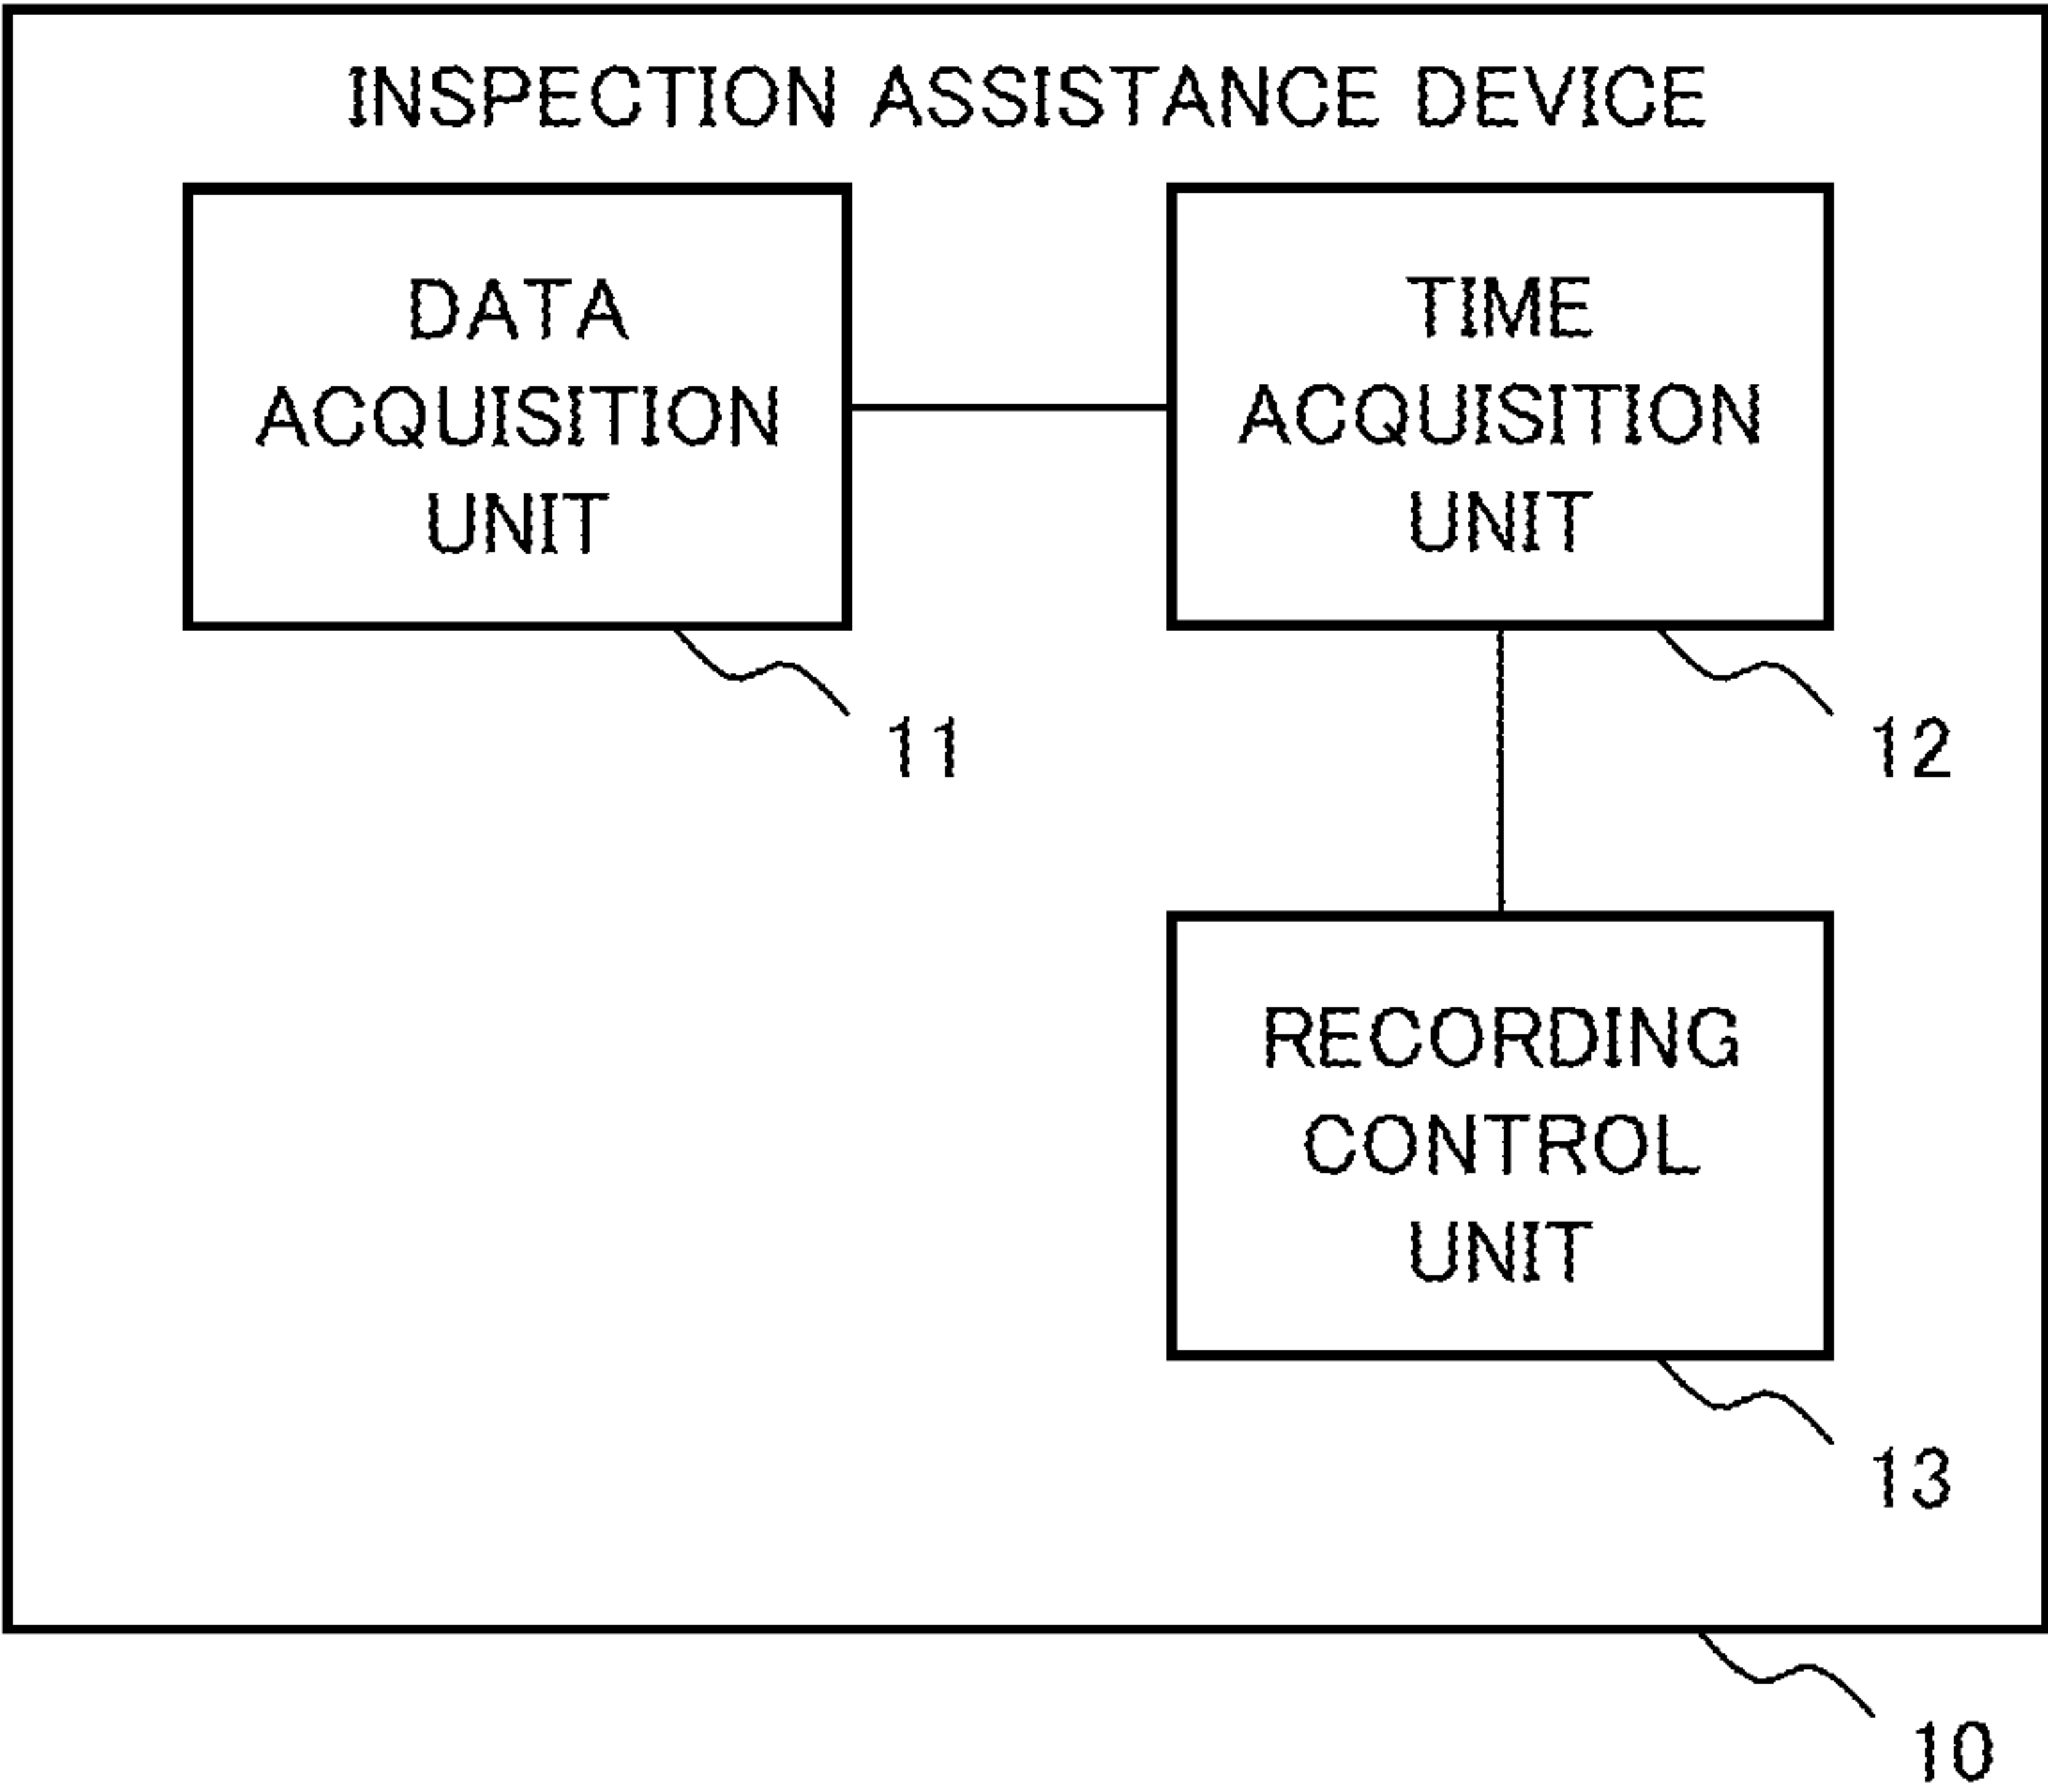 INSPECTION ASSISTANCE DEVICE
DATA
ACQUISITION
UNIT
11
TIME
ACQUISITION
UNIT
12
RECORDING
CONTROL
UNIT
13
10